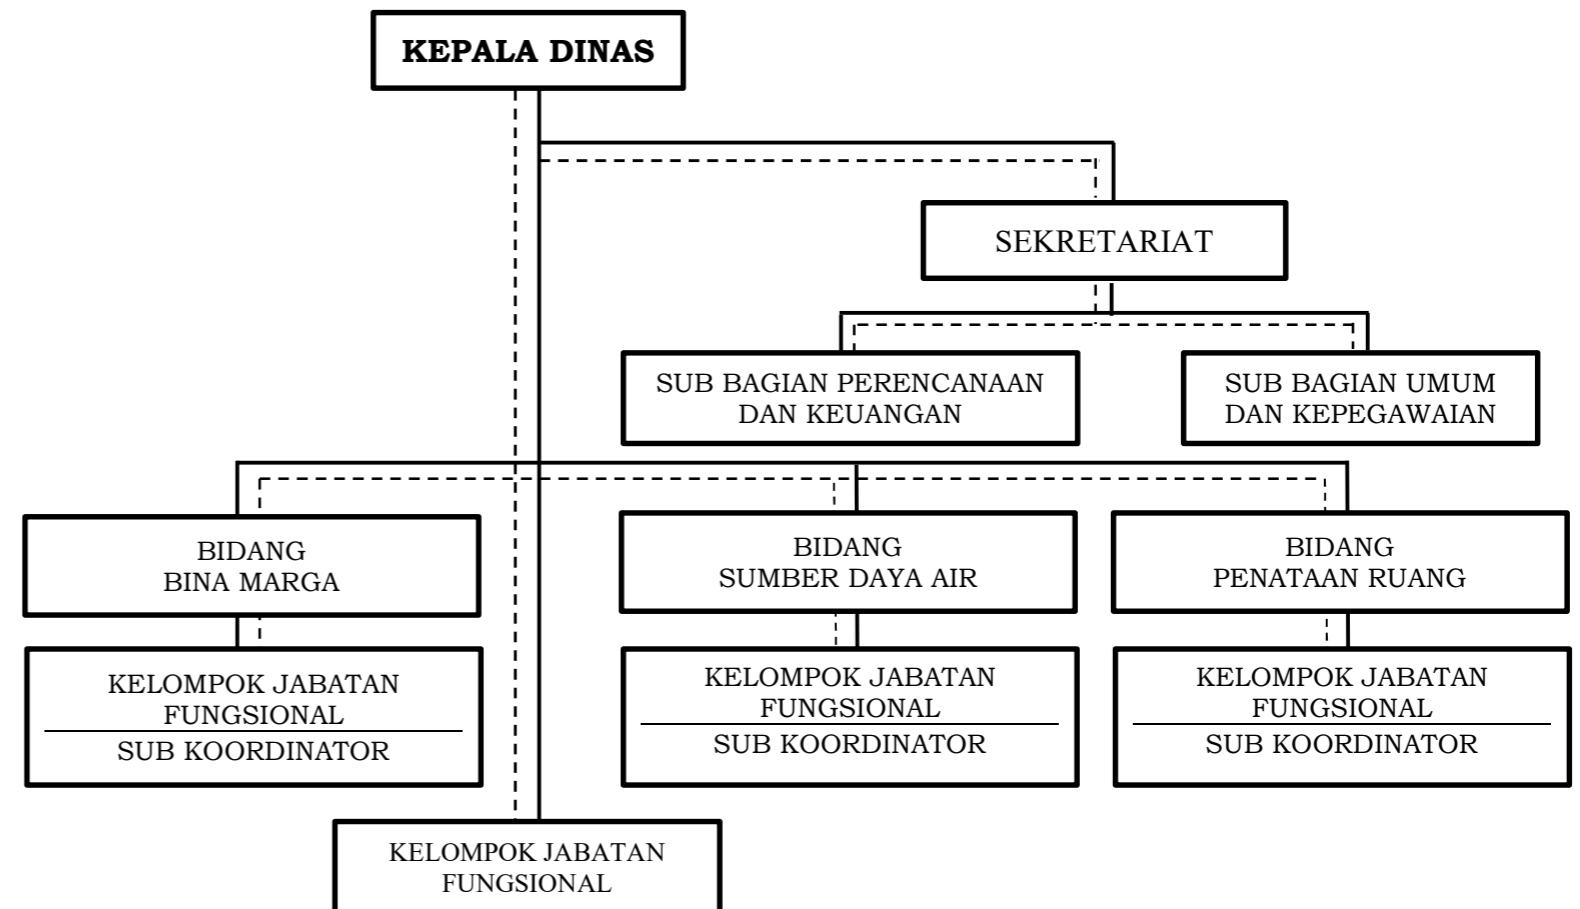 KEPALA DINAS
SEKRETARIAT
SUB BAGIAN PERENCANAAN
DAN KEUANGAN
SUB BAGIAN UMUM
DAN KEPEGAWAIAN
BIDANG
BINA MARGA
BIDANG
SUMBER DAYA AIR
BIDANG
PENATAAN RUANG
KELOMPOK JABATAN
FUNGSIONAL
SUB KOORDINATOR
KELOMPOK JABATAN
FUNGSIONAL
SUB KOORDINATOR
KELOMPOK JABATAN
FUNGSIONAL
SUB KOORDINATOR
KELOMPOK JABATAN
FUNGSIONAL